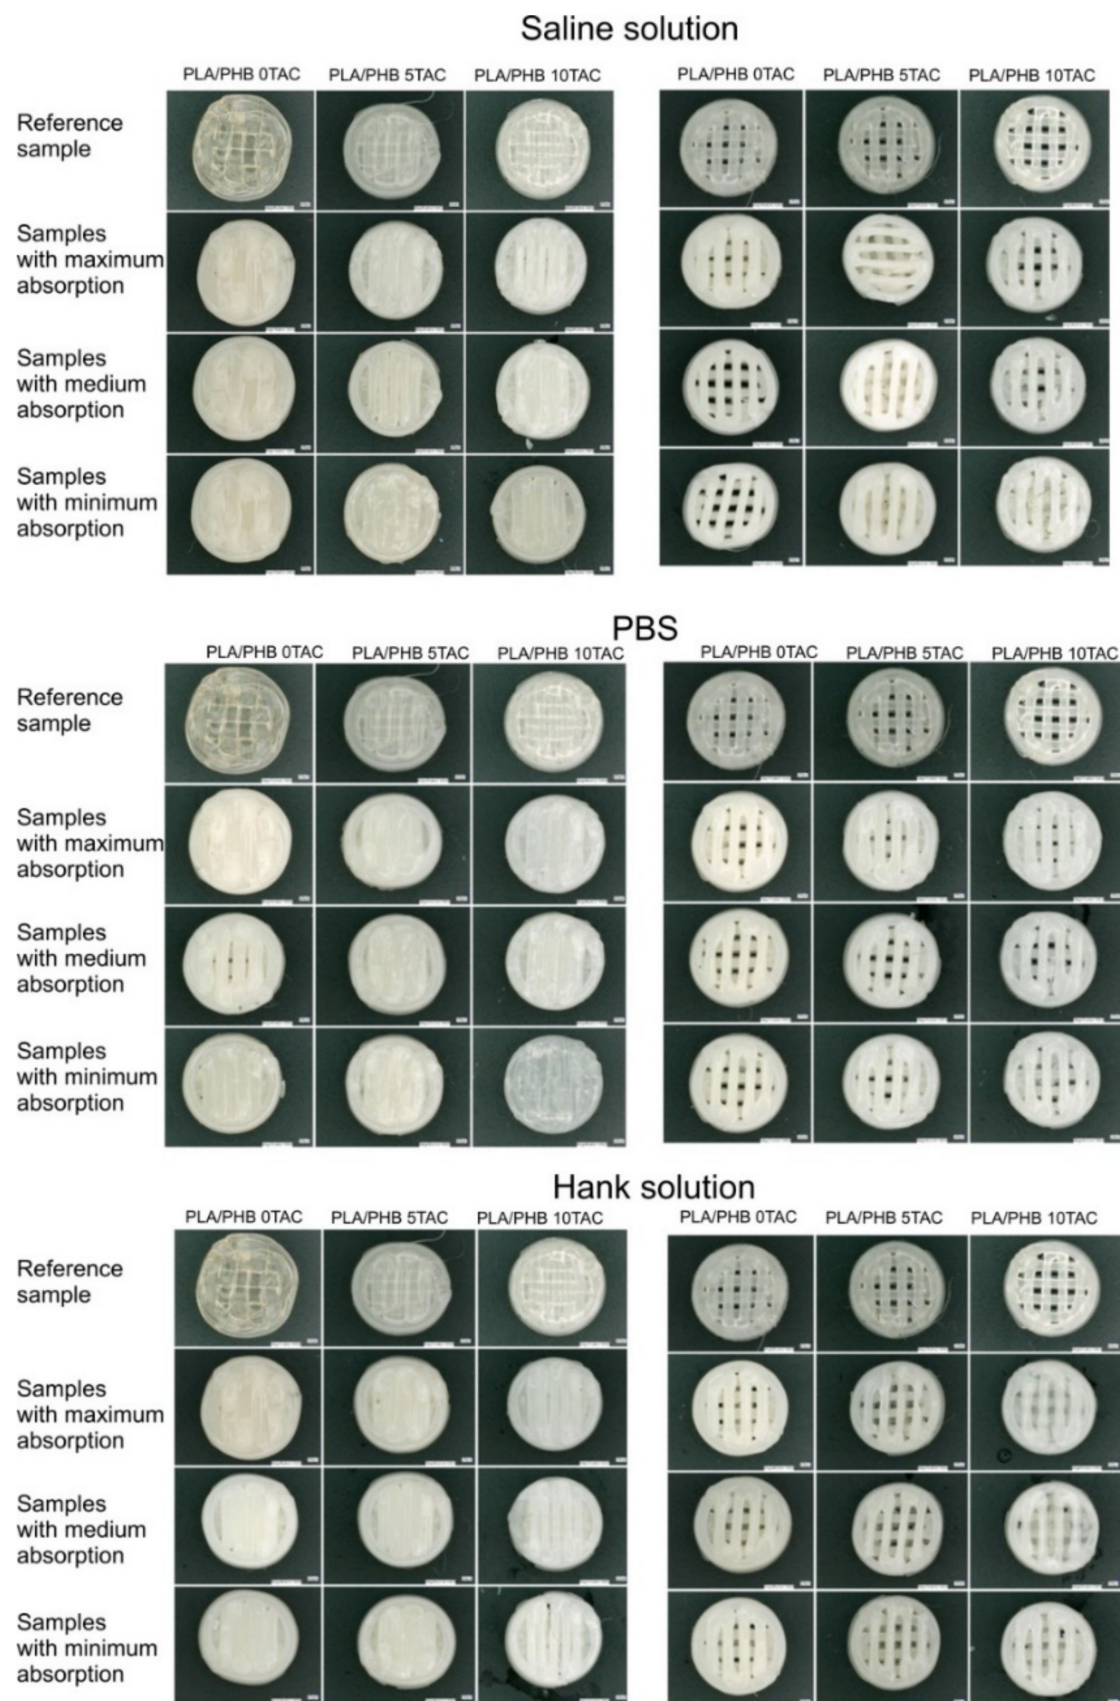 Saline solution
PLA/PHB 0TAC PLA/PHB 5TAC PLA/PHB 10TAC PLA/PHB 0TAC PLA/PHB 5TAC PLA/PHB 10TAC
Reference
sample
Samples
with maximum
absorption
Samples
with medium
absorption
Samples
with minimum
absorption
PBS
PLA/PHB 0TAC PLA/PHB 5TAC PLA/PHB 10TAC PLA/PHB 0TAC PLA/PHB 5TAC PLA/PHB 10TAC
Reference
sample
Samples
with maximum
absorption
Samples
with medium
absorption
Samples
with minimum
absorption
Hank solution
PLA/PHB 0TAC PLA/PHB 5TAC PLA/PHB 10TAC PLA/PHB 0TAC PLA/PHB 5TAC PLA/PHB 10TAC
Reference
sample
Samples
with maximum
absorption
Samples
with medium
absorption
Samples
with minimum
absorption